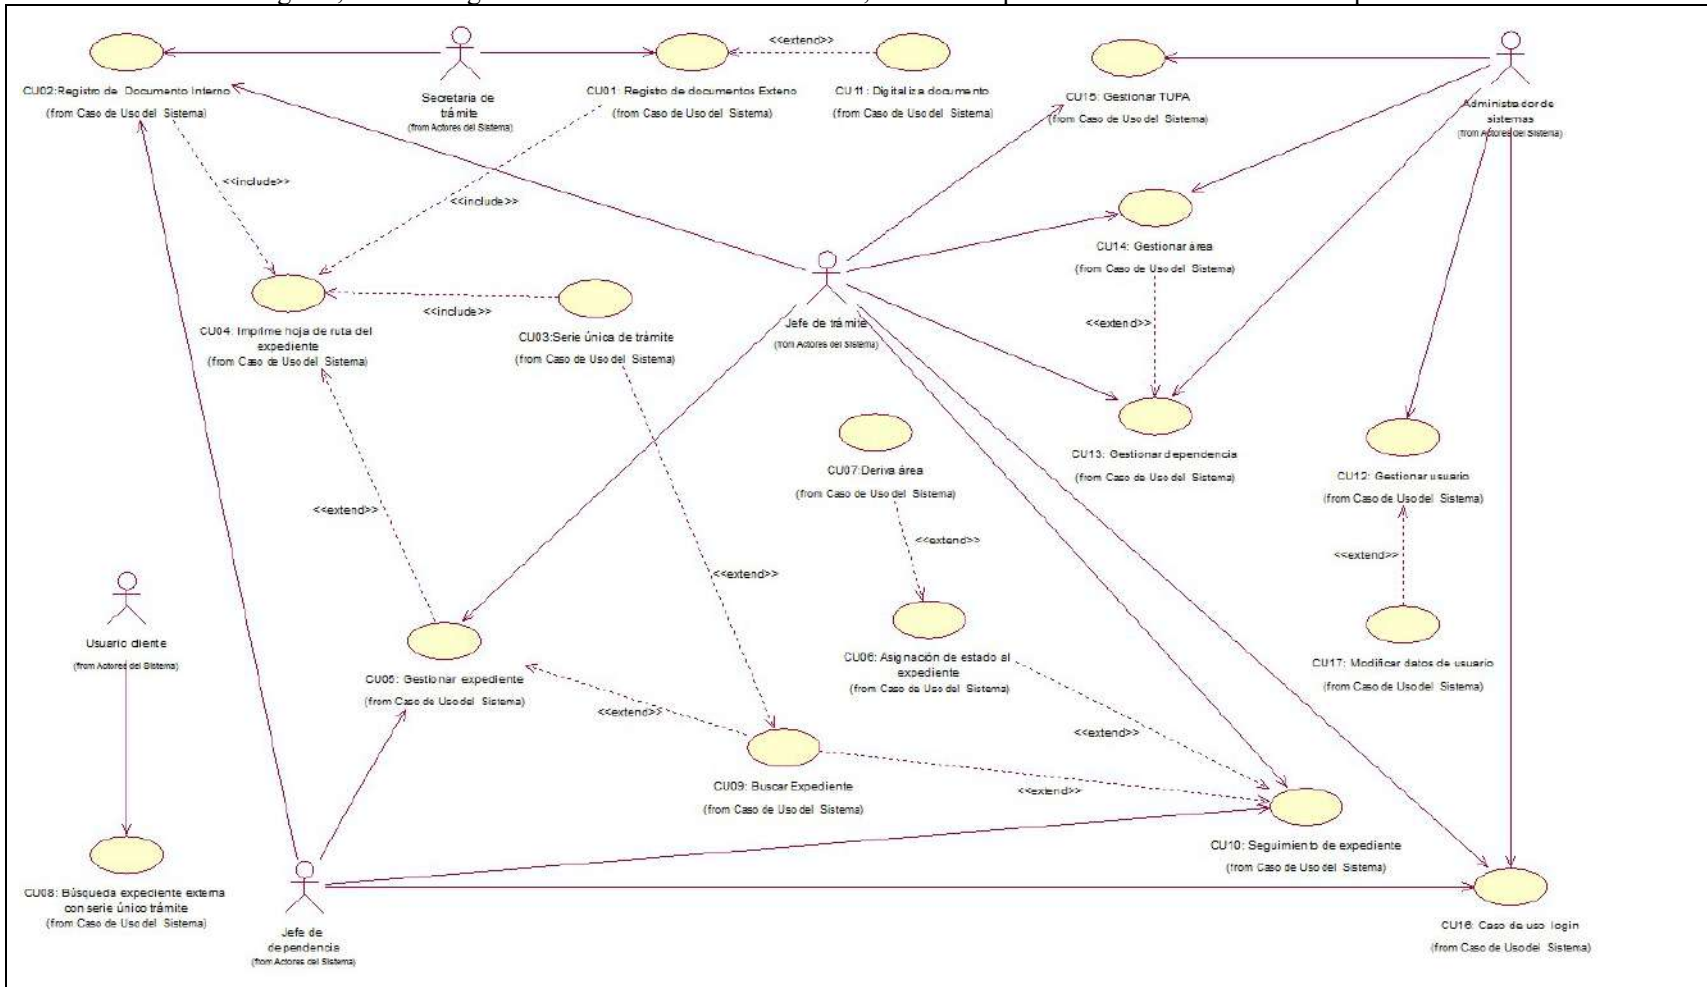 <<extend>>
CU02:Registro de Documento Interno
(from Caso de Uso del Sistema)
Secretaria de
trámite
(from Actores del Sistema)
CU01: Registro de documentos Exteno
(from Caso de Uso del Sistema)
CU11: Digitaliza documento
(from Caso de Uso del Sistema)
CU15: Gestionar TUPA
(from Caso de Uso del Sistema)
Administrador de
sistemas
(from Actores del Sistema)
<<include>>
<<include>>
CU14: Gestionar área
(from Caso de Uso del Sistema)
<<include>>
CU04: Imprime hoja de ruta del
expediente
(from Caso de Uso del Sistema)
CU03:Serie única de trámite
(from Caso de Uso del Sistema)
Jefe de trámite
(from Actores del Sistema)
<<extend>>
CU07:Deriva área
(from Caso de Uso del Sistema)
CU13: Gestionar dependencia
(from Caso de Uso del Sistema)
CU12: Gestionar usuario
(from Caso de Uso del Sistema)
<<extend>>
<<extend>>
<<extend>>
<<extend>>
Usuario cliente
(from Actores del Sistema)
CU05: Gestionar expediente
(from Caso de Uso del Sistema)
CU06: Asignación de estado al
expediente
(from Caso de Uso del Sistema)
CU17: Modificar datos de usuario
(from Caso de Uso del Sistema)
<<extend>>
<<extend>>
CU09: Buscar Expediente
(from Caso de Uso del Sistema)
<<extend>>
CU10: Seguimiento de expediente
(from Caso de Uso del Sistema)
CU08: Búsqueda expediente externa
con serie único trámite
(from Caso de Uso del Sistema)
Jefe de
dependencia
(from Actores del Sistema)
CU16: Caso de uso login
(from Caso de Uso del Sistema)